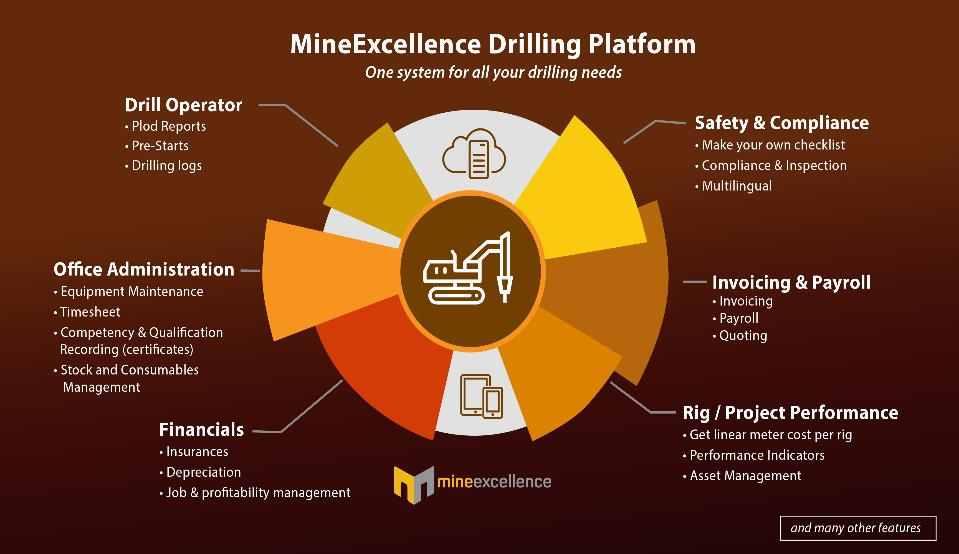 MineExcellence Drilling Platform
One system for all your drilling needs
Drill Operator
• Plod Reports
• Pre-Starts
• Drilling logs
Safety & Compliance
• Make your own checklist
• Compliance & Inspection
• Multilingual
Office Administration
• Equipment Maintenance
• Timesheet
• Competency & Qualification
Recording (certificates)
• Stock and Consumables
Management
Invoicing & Payroll
• Invoicing
• Payroll
• Quoting
Financials
• Insurances
• Depreciation
• Job & profitability management
Rig / Project Performance
• Get linear meter cost per rig
• Performance Indicators
• Asset Management
mineexcellence
and many other features